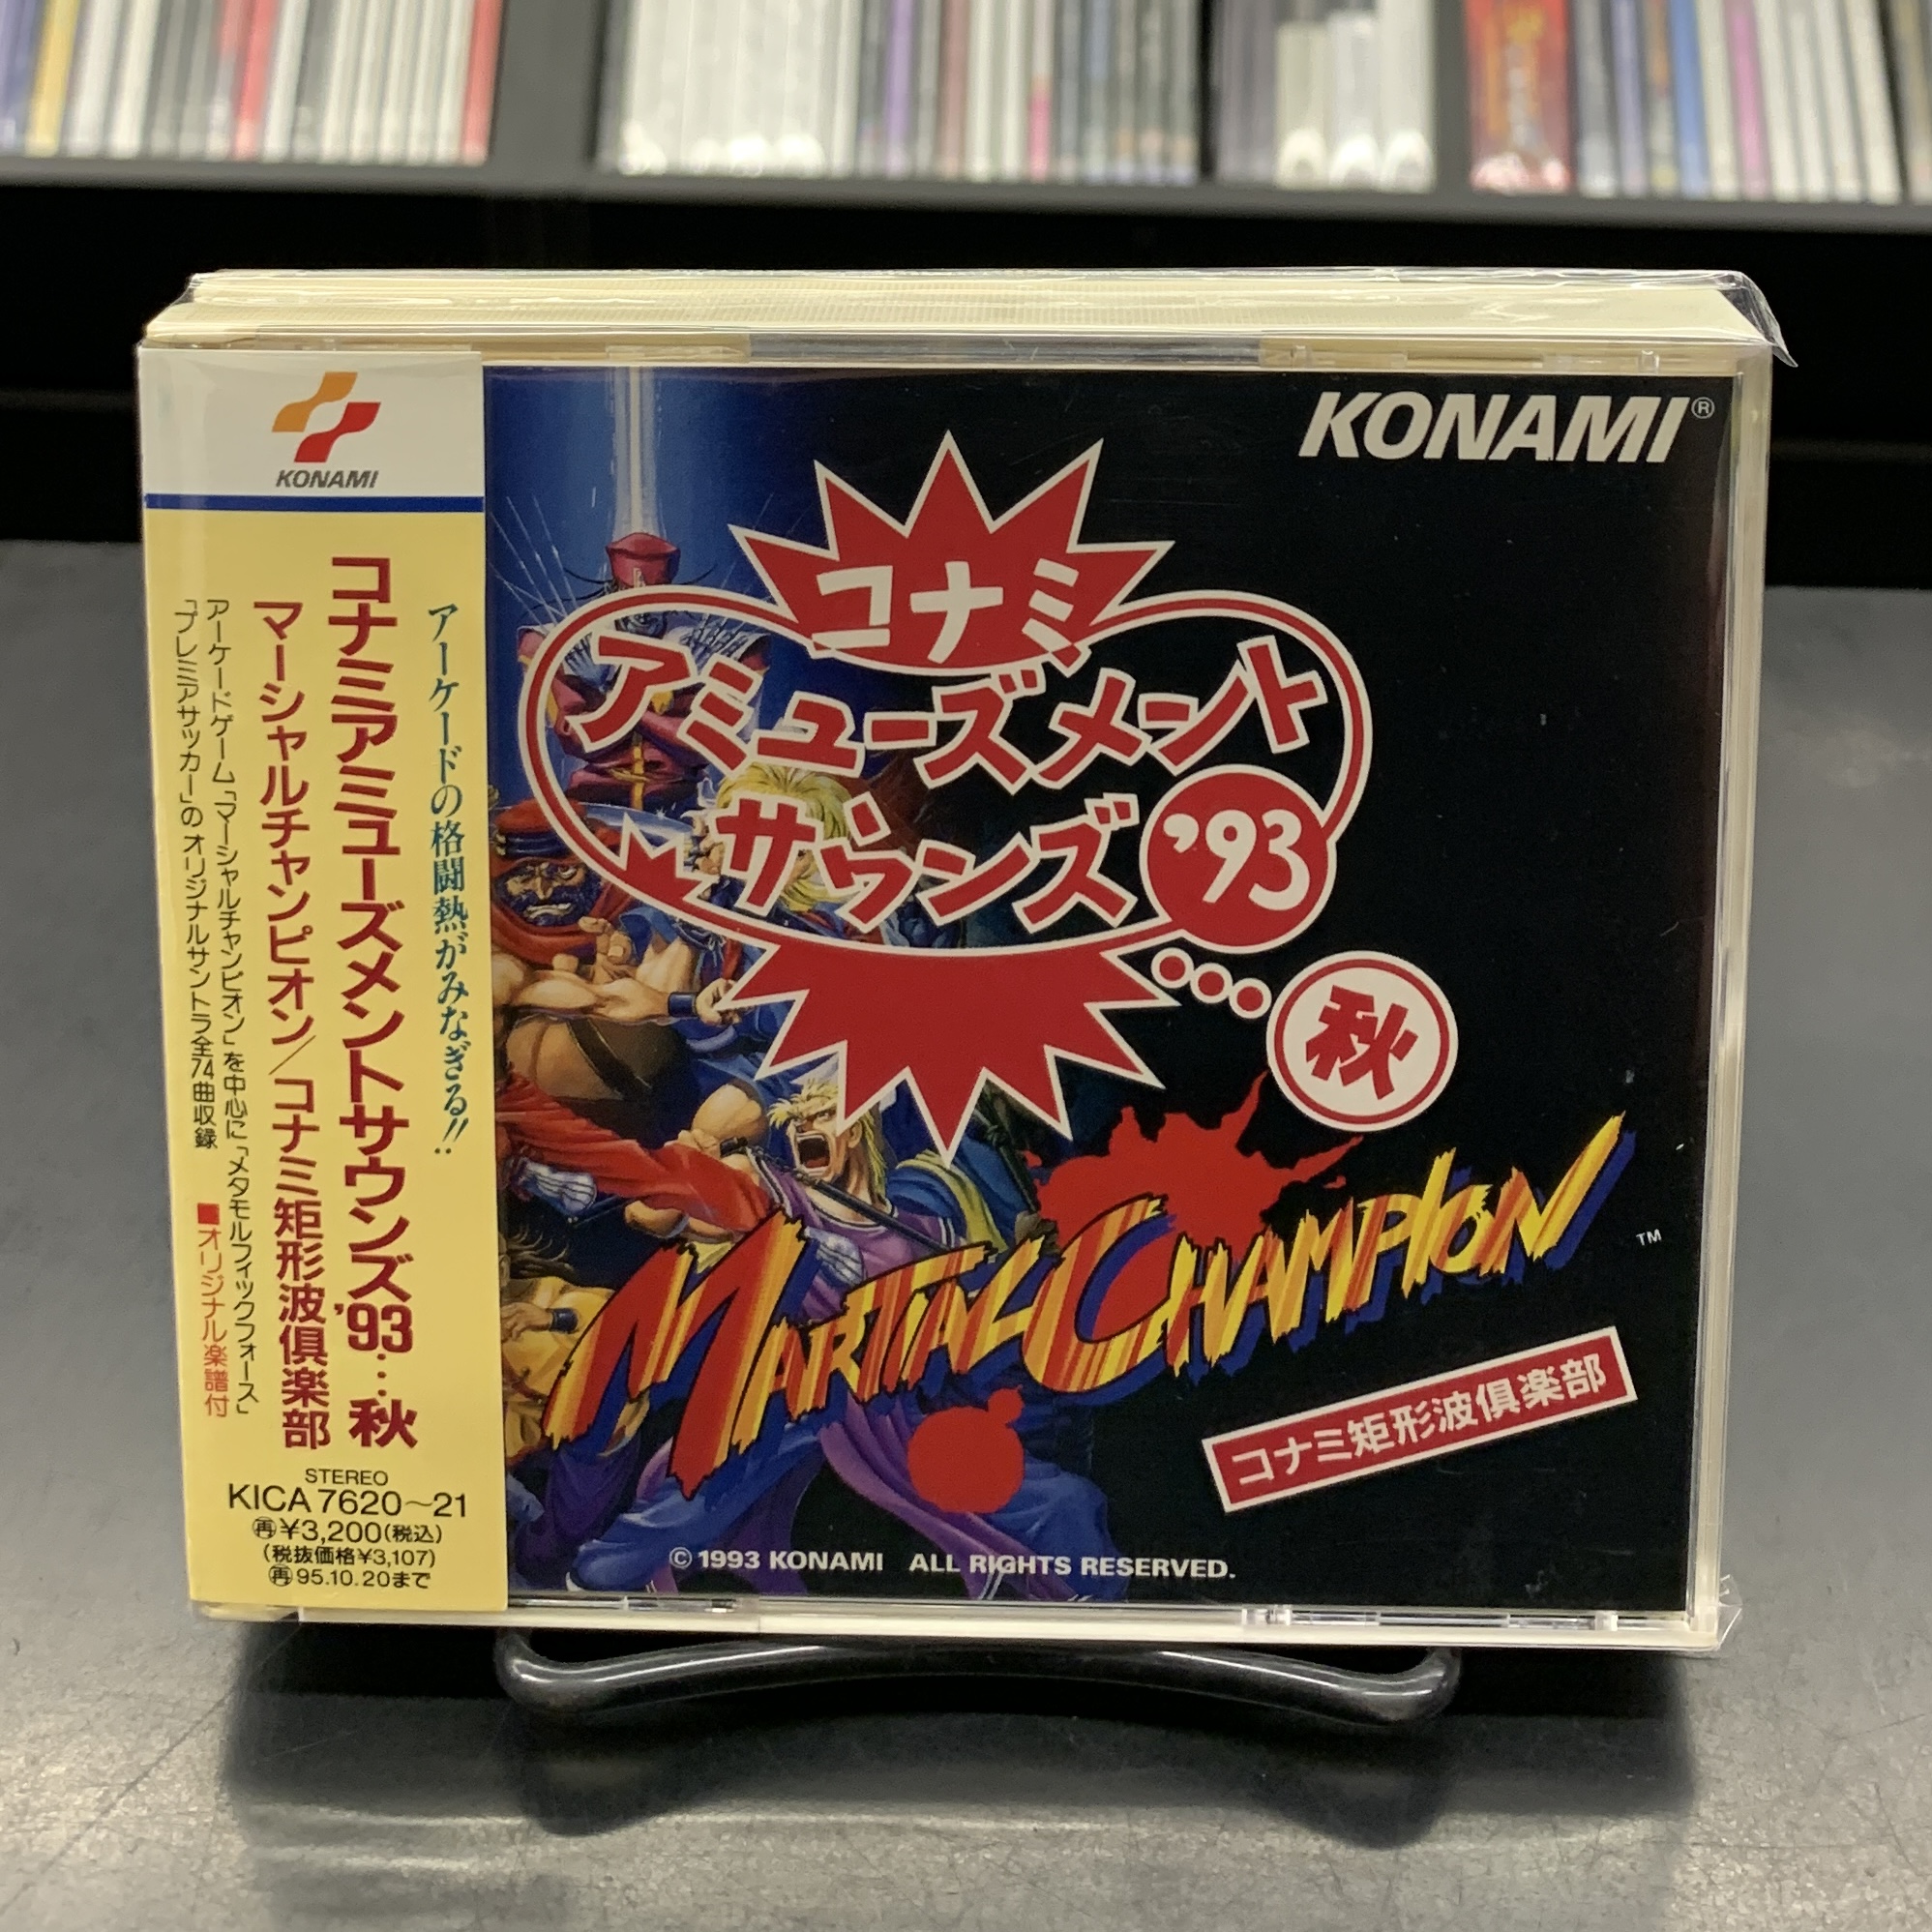 KONAMI
アーケードの格闘熱がみなぎる!!
コナミアミューズメントサウンズ'93…秋
マーシャルチャンピオン/コナミ矩形波倶楽部
アーケードゲーム「マーシャルチャンピオン」を中心に「メタモルフィックフォース」
「プレミアサッカー」のオリジナルサントラ全74曲収録
■オリジナル楽譜付
STEREO
KICA 7620〜21
再¥3,200(税込)
(税抜価格¥3,107)
再95.10.20まで
KONAMI®
コナミ
アミューズメント
サウンズ'93
…秋
MARTIAL CHAMPION™
コナミ矩形波倶楽部
© 1993 KONAMI ALL RIGHTS RESERVED.